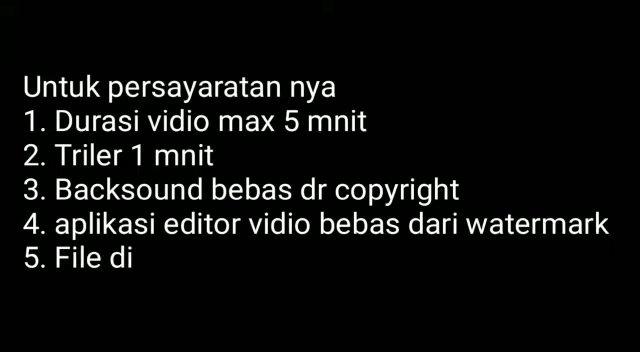 Untuk persayaratan nya
1. Durasi vidio max 5 mnit
2. Triler 1 mnit
3. Backsound bebas dr copyright
4. aplikasi editor vidio bebas dari watermark
5. File di